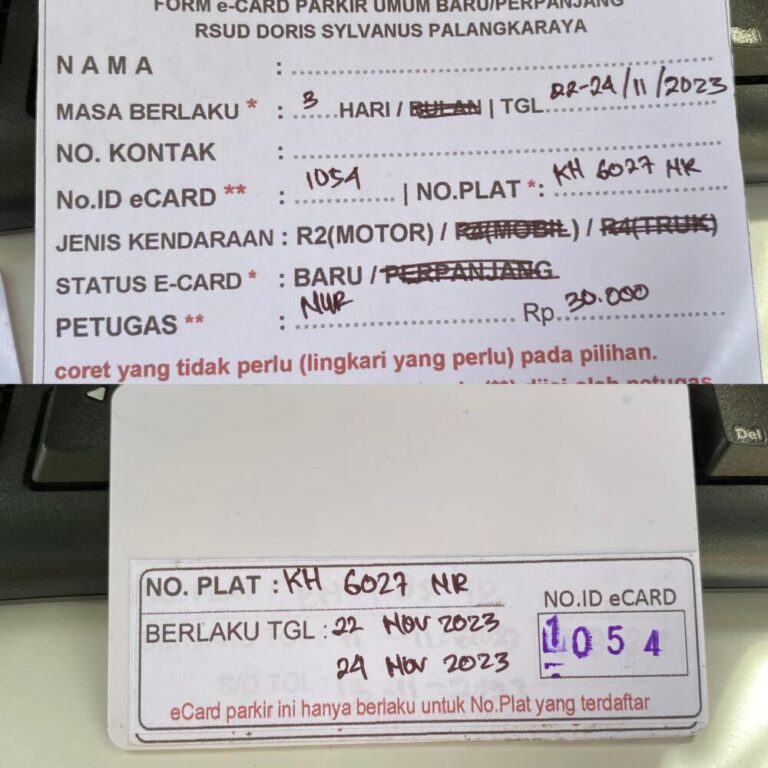 FORM e-CARD PARKIR UMUM BARU/PERPANJANG
RSUD DORIS SYLVANUS PALANGKARAYA
NAMA :
MASA BERLAKU * : 3 HARI / BULAN | TGL 22-24/11/2023
NO. KONTAK :
No.ID eCARD ** : 1054 | NO.PLAT *: KH 6027 NR
JENIS KENDARAAN : R2(MOTOR) / R4(MOBIL) / R4(TRUK)
STATUS E-CARD * : BARU / PERPANJANG
PETUGAS ** : NUR Rp. 30.000
coret yang tidak perlu (lingkari yang perlu) pada pilihan.
(**) diisi oleh petugas
Del
NO. PLAT : KH 6027 NR
NO.ID eCARD
BERLAKU TGL : 22 Nov 2023
1054
24 Nov 2023
eCard parkir ini hanya berlaku untuk No.Plat yang terdaftar